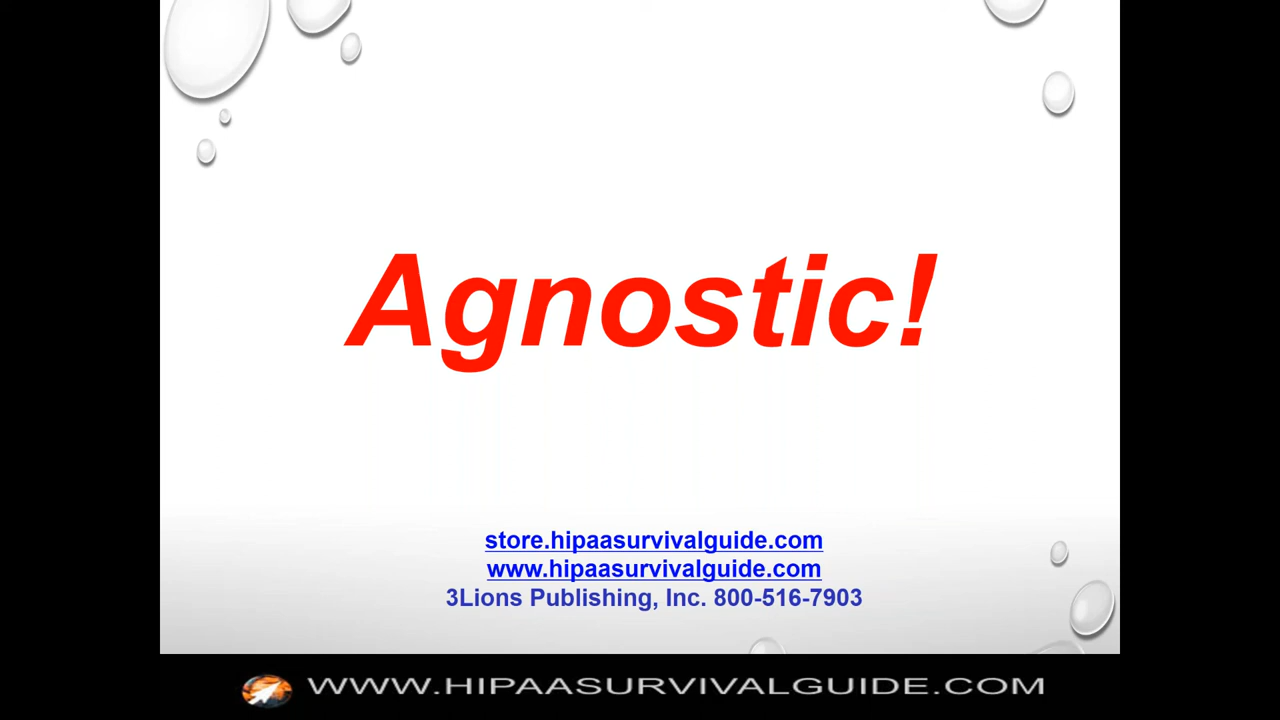 Agnostic!
store.hipaasurvivalguide.com
www.hipaasurvivalguide.com
3Lions Publishing, Inc. 800-516-7903
WWW.HIPAASURVIVALGUIDE.COM